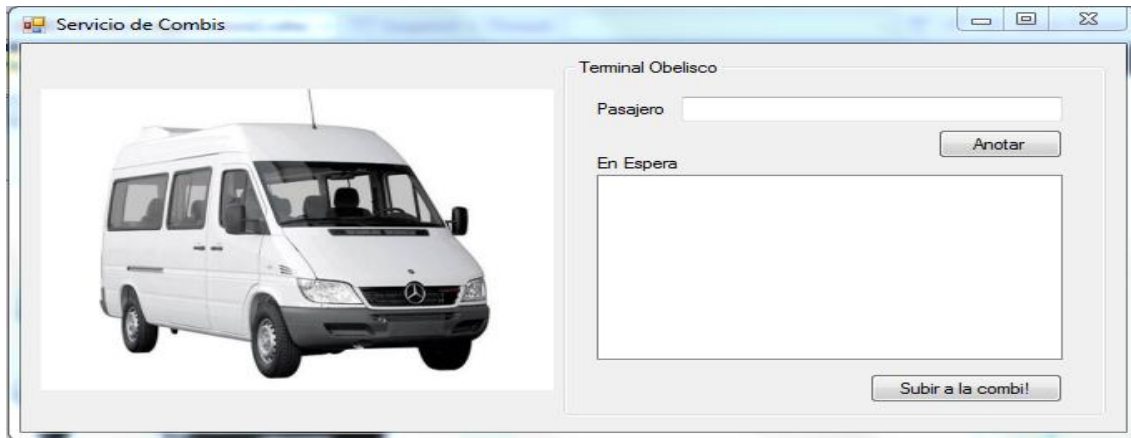 Servicio de Combis
Terminal Obelisco
Pasajero
Anotar
En Espera
Subir a la combi!